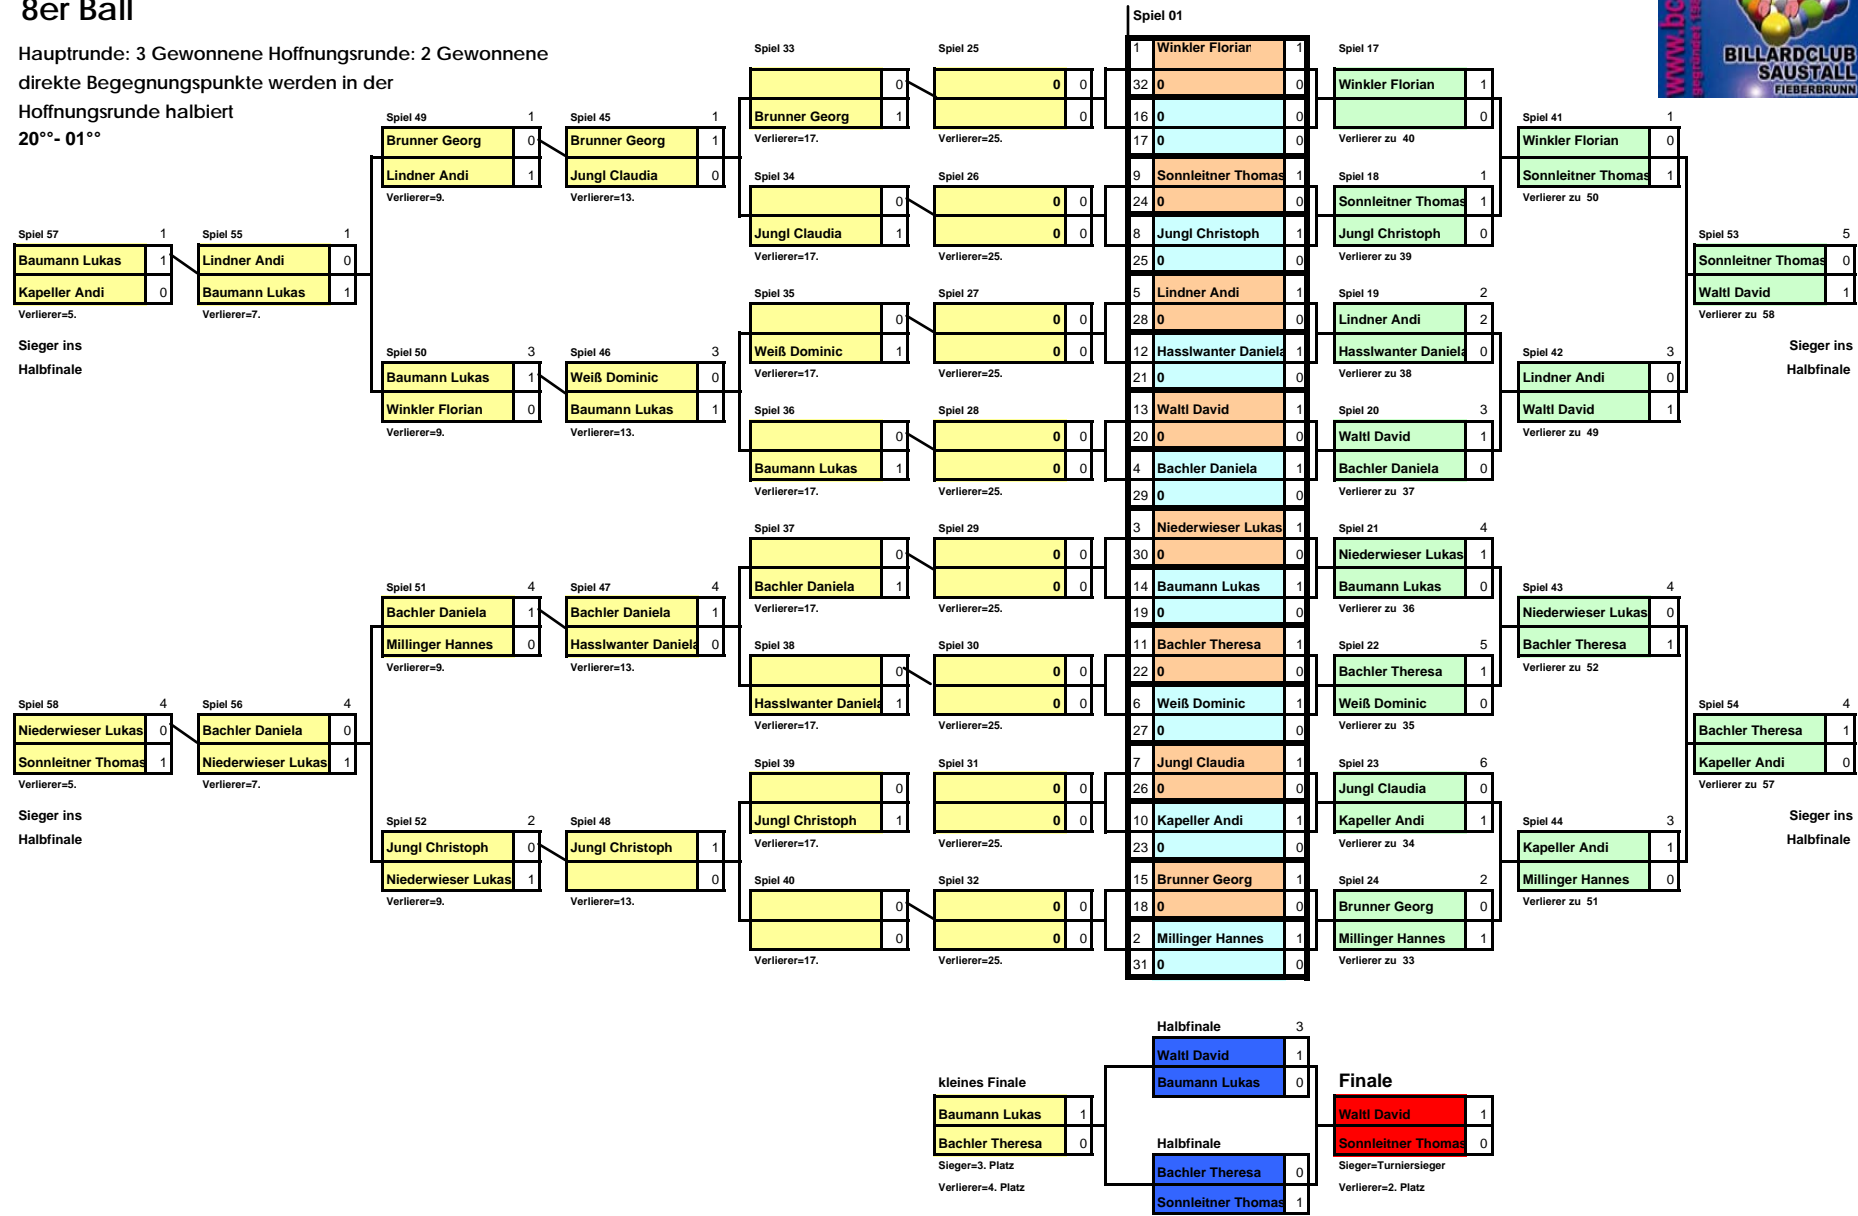 8er Ball
Hauptrunde: 3 Gewonnene Hoffnungsrunde: 2 Gewonnene
direkte Begegnungspunkte werden in der
Hoffnungsrunde halbiert
20°°- 01°°
BILLARDCLUB
SAUSTALL
FIEBERBRUNN
Spiel 57 1
Baumann Lukas 1
Kapeller Andi 0
Verlierer=5.
Sieger ins
Halbfinale
Spiel 58 4
Niederwieser Lukas 0
Sonnleitner Thomas 1
Verlierer=5.
Sieger ins
Halbfinale
Spiel 55 1
Lindner Andi 0
Baumann Lukas 1
Verlierer=7.
Spiel 56 4
Bachler Daniela 0
Niederwieser Lukas 1
Verlierer=7.
Spiel 49 1
Brunner Georg 0
Lindner Andi 1
Verlierer=9.
Spiel 50 3
Baumann Lukas 1
Winkler Florian 0
Verlierer=9.
Spiel 51 4
Bachler Daniela 1
Millinger Hannes 0
Verlierer=9.
Spiel 52 2
Jungl Christoph 0
Niederwieser Lukas 1
Verlierer=9.
Spiel 45 1
Brunner Georg 1
Jungl Claudia 0
Verlierer=13.
Spiel 46 3
Weiß Dominic 0
Baumann Lukas 1
Verlierer=13.
Spiel 47 4
Bachler Daniela 1
Hasslwanter Daniela 0
Verlierer=13.
Spiel 48
Jungl Christoph 1
0
Verlierer=13.
Spiel 33
0
Brunner Georg 1
Verlierer=17.
Spiel 34
0
Jungl Claudia 1
Verlierer=17.
Spiel 35
0
Weiß Dominic 1
Verlierer=17.
Spiel 36
0
Baumann Lukas 1
Verlierer=17.
Spiel 37
0
Bachler Daniela 1
Verlierer=17.
Spiel 38
0
Hasslwanter Daniela 1
Verlierer=17.
Spiel 39
0
Jungl Christoph 1
Verlierer=17.
Spiel 40
0
0
Verlierer=17.
Spiel 25
0 0
0
Verlierer=25.
Spiel 26
0 0
0 0
Verlierer=25.
Spiel 27
0 0
0 0
Verlierer=25.
Spiel 28
0 0
0 0
Verlierer=25.
Spiel 29
0 0
0 0
Verlierer=25.
Spiel 30
0 0
0 0
Verlierer=25.
Spiel 31
0 0
0 0
Verlierer=25.
Spiel 32
0 0
0 0
Verlierer=25.
Spiel 01
1 Winkler Florian 1
32 0 0
16 0 0
17 0 0
9 Sonnleitner Thomas 1
24 0 0
8 Jungl Christoph 1
25 0 0
5 Lindner Andi 1
28 0 0
12 Hasslwanter Daniela 1
21 0 0
13 Waltl David 1
20 0 0
4 Bachler Daniela 1
29 0 0
3 Niederwieser Lukas 1
30 0 0
14 Baumann Lukas 1
19 0 0
11 Bachler Theresa 1
22 0 0
6 Weiß Dominic 1
27 0 0
7 Jungl Claudia 1
26 0 0
10 Kapeller Andi 1
23 0 0
15 Brunner Georg 1
18 0 0
2 Millinger Hannes 1
31 0 0
Spiel 17
Winkler Florian 1
0
Verlierer zu 40
Spiel 18 1
Sonnleitner Thomas 1
Jungl Christoph 0
Verlierer zu 39
Spiel 19 2
Lindner Andi 2
Hasslwanter Daniela 0
Verlierer zu 38
Spiel 20 3
Waltl David 1
Bachler Daniela 0
Verlierer zu 37
Spiel 21 4
Niederwieser Lukas 1
Baumann Lukas 0
Verlierer zu 36
Spiel 22 5
Bachler Theresa 1
Weiß Dominic 0
Verlierer zu 35
Spiel 23 6
Jungl Claudia 0
Kapeller Andi 1
Verlierer zu 34
Spiel 24 2
Brunner Georg 0
Millinger Hannes 1
Verlierer zu 33
Spiel 41 1
Winkler Florian 0
Sonnleitner Thomas 1
Verlierer zu 50
Spiel 42 3
Lindner Andi 0
Waltl David 1
Verlierer zu 49
Spiel 43 4
Niederwieser Lukas 0
Bachler Theresa 1
Verlierer zu 52
Spiel 44 3
Kapeller Andi 1
Millinger Hannes 0
Verlierer zu 51
Spiel 53 5
Sonnleitner Thomas 0
Waltl David 1
Verlierer zu 58
Sieger ins
Halbfinale
Spiel 54 4
Bachler Theresa 1
Kapeller Andi 0
Verlierer zu 57
Sieger ins
Halbfinale
kleines Finale
Baumann Lukas 1
Bachler Theresa 0
Sieger=3. Platz
Verlierer=4. Platz
Halbfinale 3
Waltl David 1
Baumann Lukas 0
Halbfinale
Bachler Theresa 0
Sonnleitner Thomas 1
Finale
Waltl David 1
Sonnleitner Thomas 0
Sieger=Turniersieger
Verlierer=2. Platz